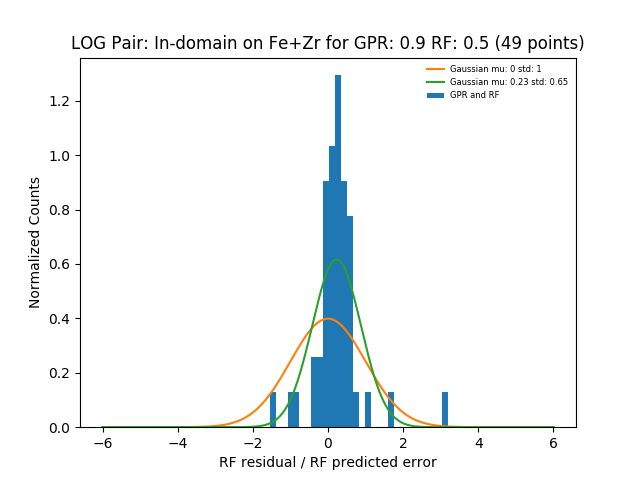 LOG Pair: In-domain on Fe+Zr for GPR: 0.9 RF: 0.5 (49 points)
Gaussian mu: 0 std: 1
Gaussian mu: 0.23 std: 0.65
GPR and RF
Normalized Counts
1.2
1.0
0.8
0.6
0.4
0.2
0.0
−6 −4 −2 0 2 4 6
RF residual / RF predicted error